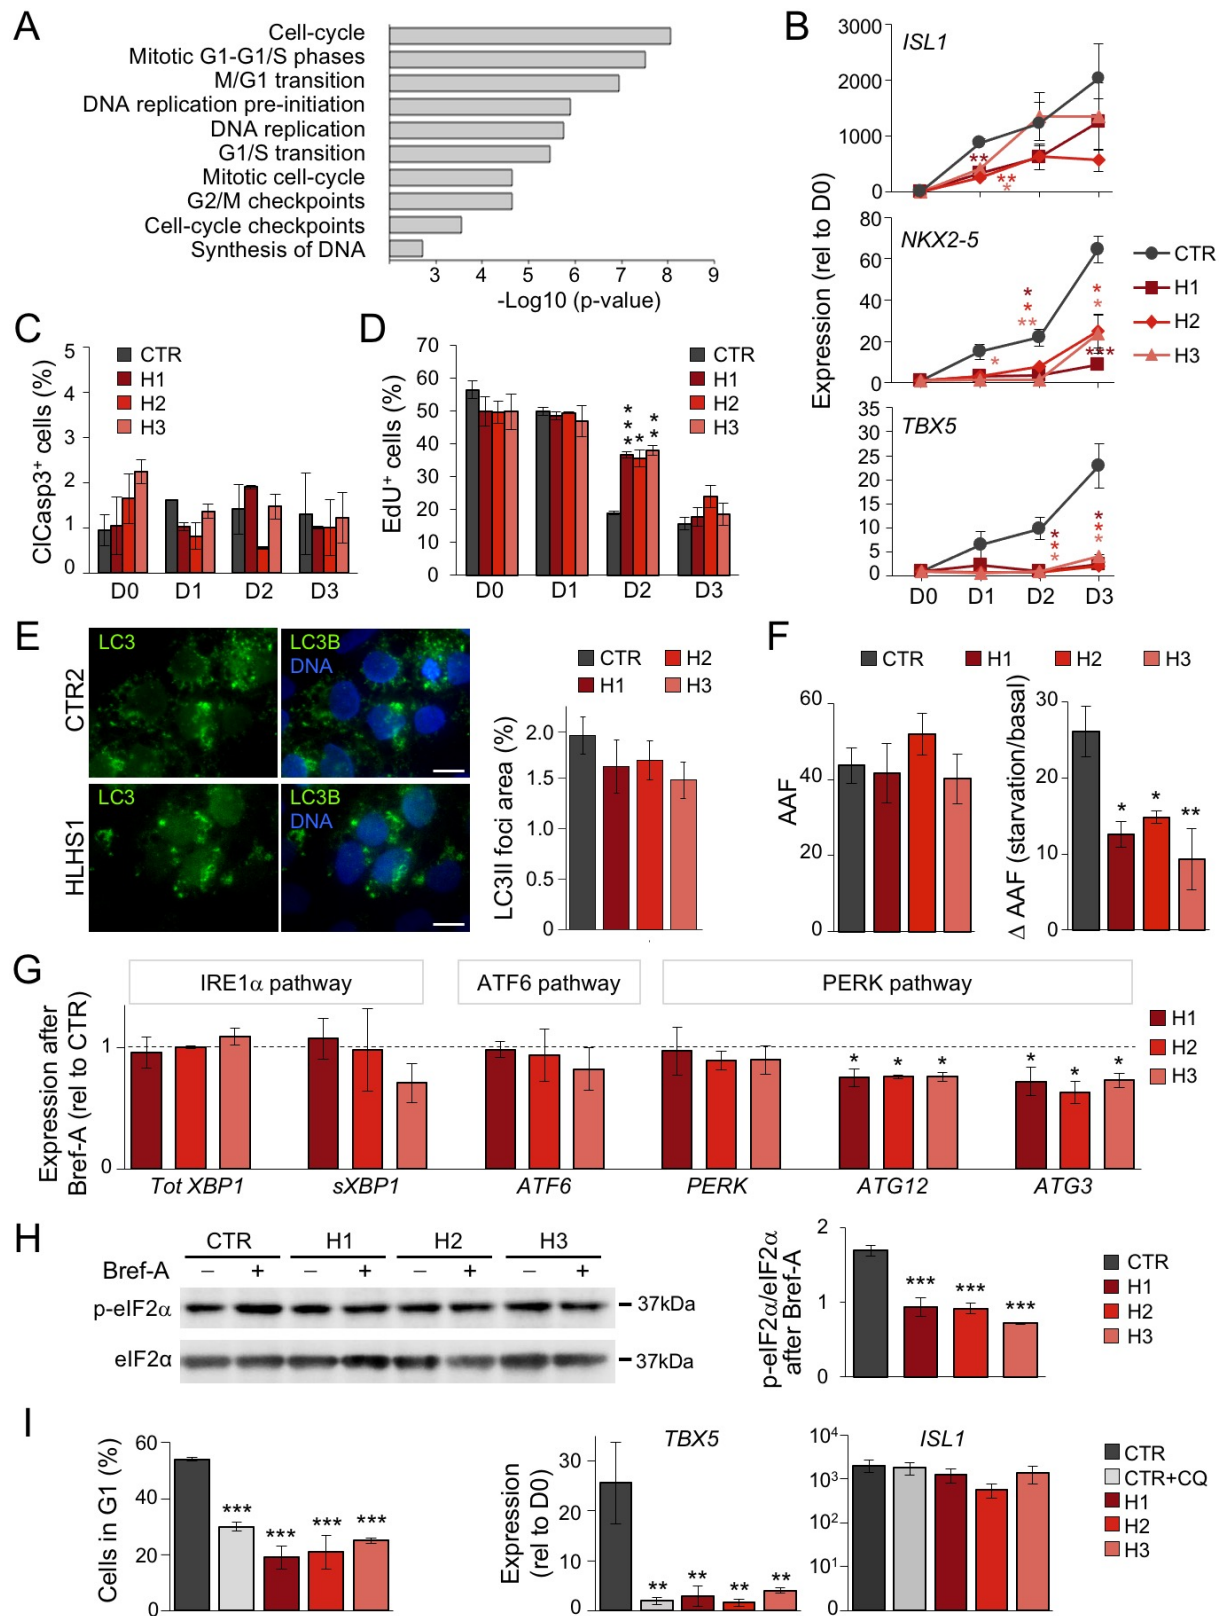 A
Cell-cycle
Mitotic G1-G1/S phases
M/G1 transition
DNA replication pre-initiation
DNA replication
G1/S transition
Mitotic cell-cycle
G2/M checkpoints
Cell-cycle checkpoints
Synthesis of DNA
3 4 5 6 7 8 9
-Log10 (p-value)
B
Expression (rel to D0)
3000
2000
1000
0
ISL1
**
**
*
80
60
40
20
0
NKX2-5
*
*
**
*
*
*
***
35
30
25
20
15
10
5
0
TBX5
*
*
*
*
*
*
D0 D1 D2 D3
CTR
H1
H2
H3
C
ClCasp3+ cells (%)
5
4
3
2
1
0
CTR
H1
H2
H3
D0 D1 D2 D3
D
EdU+ cells (%)
70
60
50
40
30
20
10
0
CTR
H1
H2
H3
***
**
**
D0 D1 D2 D3
E
CTR2
HLHS1
LC3
LC3B
DNA
LC3
LC3B
DNA
CTR H2
H1 H3
LC3II foci area (%)
2.0
1.5
1.0
0.5
0
F
CTR H1 H2 H3
AAF
60
40
20
0
Δ AAF (starvation/basal)
30
20
10
0
* * **
G
IRE1α pathway
ATF6 pathway
PERK pathway
Expression after
Bref-A (rel to CTR)
1
0
* * * * * *
Tot XBP1 sXBP1 ATF6 PERK ATG12 ATG3
H1
H2
H3
H
CTR H1 H2 H3
Bref-A − + − + − + − +
p-eIF2α
37kDa
eIF2α
37kDa
p-eIF2α/eIF2α
after Bref-A
2
1
0
*** *** ***
CTR
H1
H2
H3
I
Cells in G1 (%)
60
40
20
0
*** *** *** ***
Expression
(rel to D0)
TBX5
30
20
10
0
** ** ** **
ISL1
10⁴
10³
10²
10¹
0
CTR
CTR+CQ
H1
H2
H3